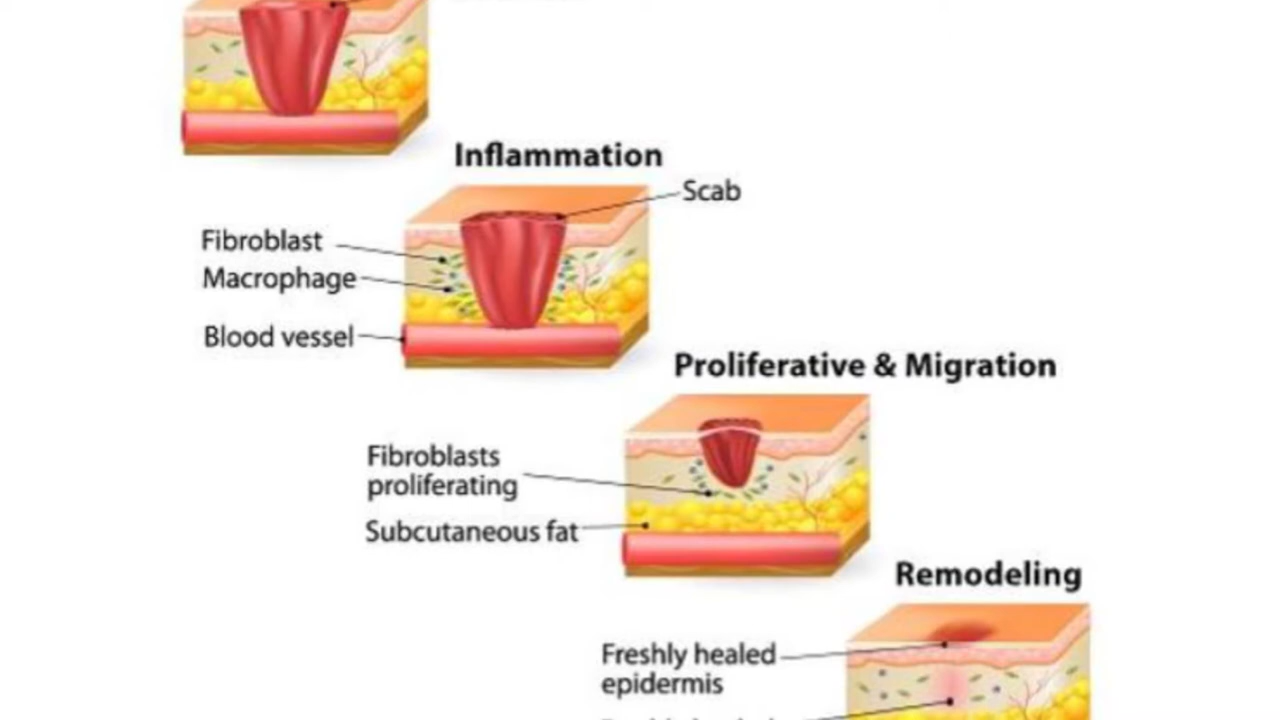 Inflammation
Scab
Fibroblast
Macrophage
Blood vessel
Proliferative & Migration
Fibroblasts
proliferating
Subcutaneous fat
Remodeling
Freshly healed
epidermis